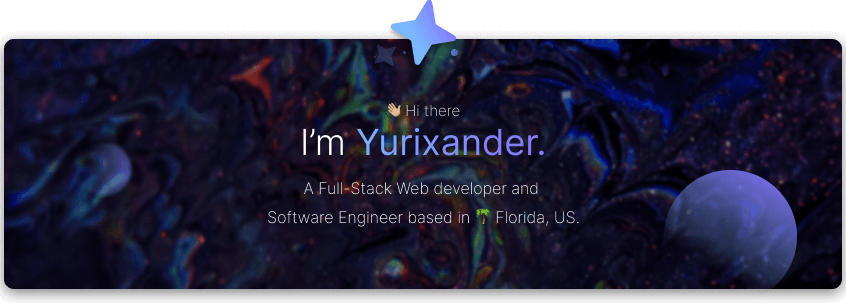 👋 Hi there
I’m Yurixander.
A Full-Stack Web developer and
Software Engineer based in 🌴 Florida, US.